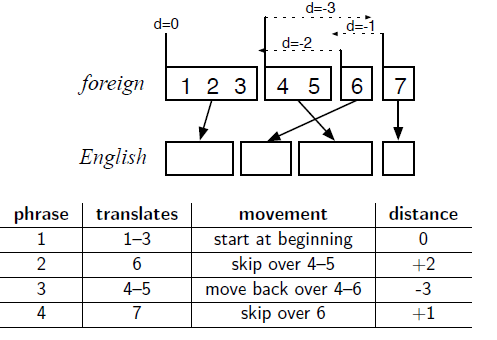 d=-3
d=0
d=-1
d=-2
foreign 1 2 3 4 5 6 7
English
phrase translates movement distance
1 1–3 start at beginning 0
2 6 skip over 4–5 +2
3 4–5 move back over 4–6 -3
4 7 skip over 6 +1